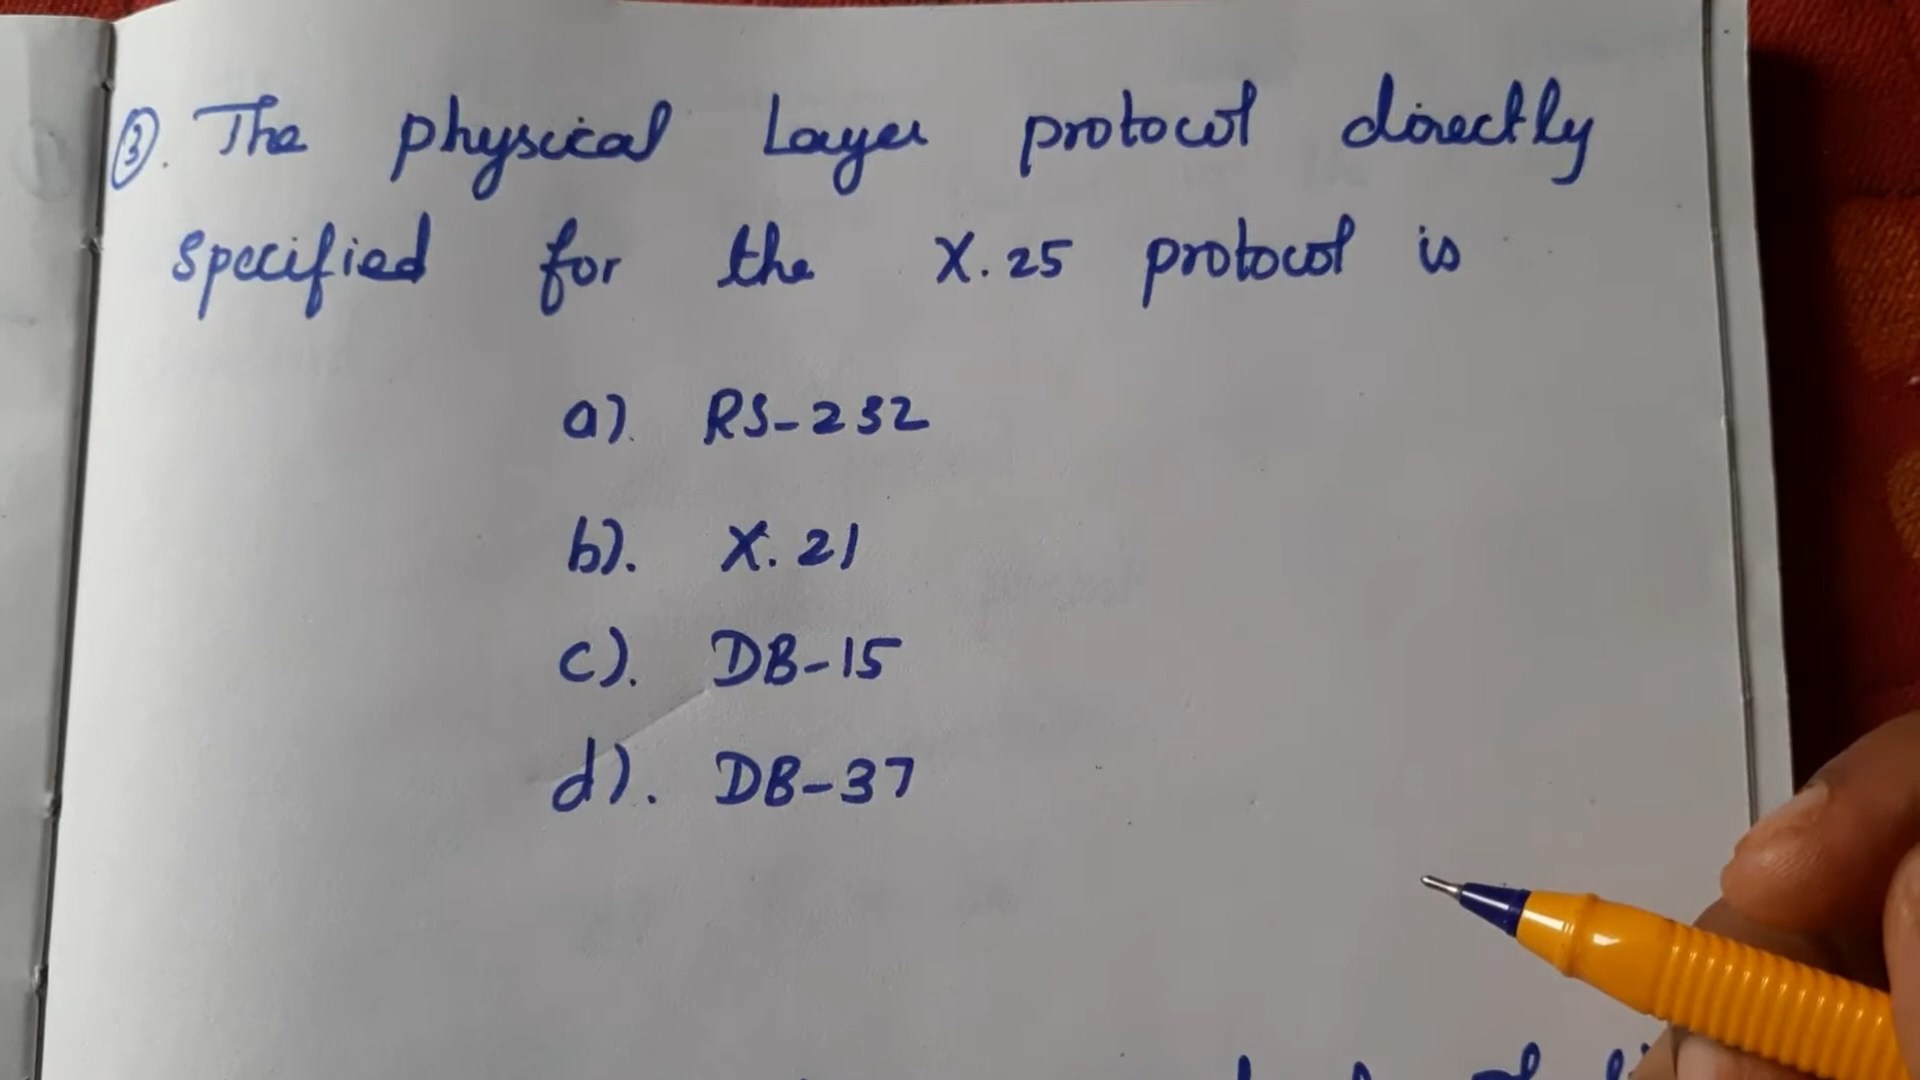 3. The physical Layer protocol directly
specified for the X.25 protocol is
a). RS-232
b). X.21
c). DB-15
d). DB-37